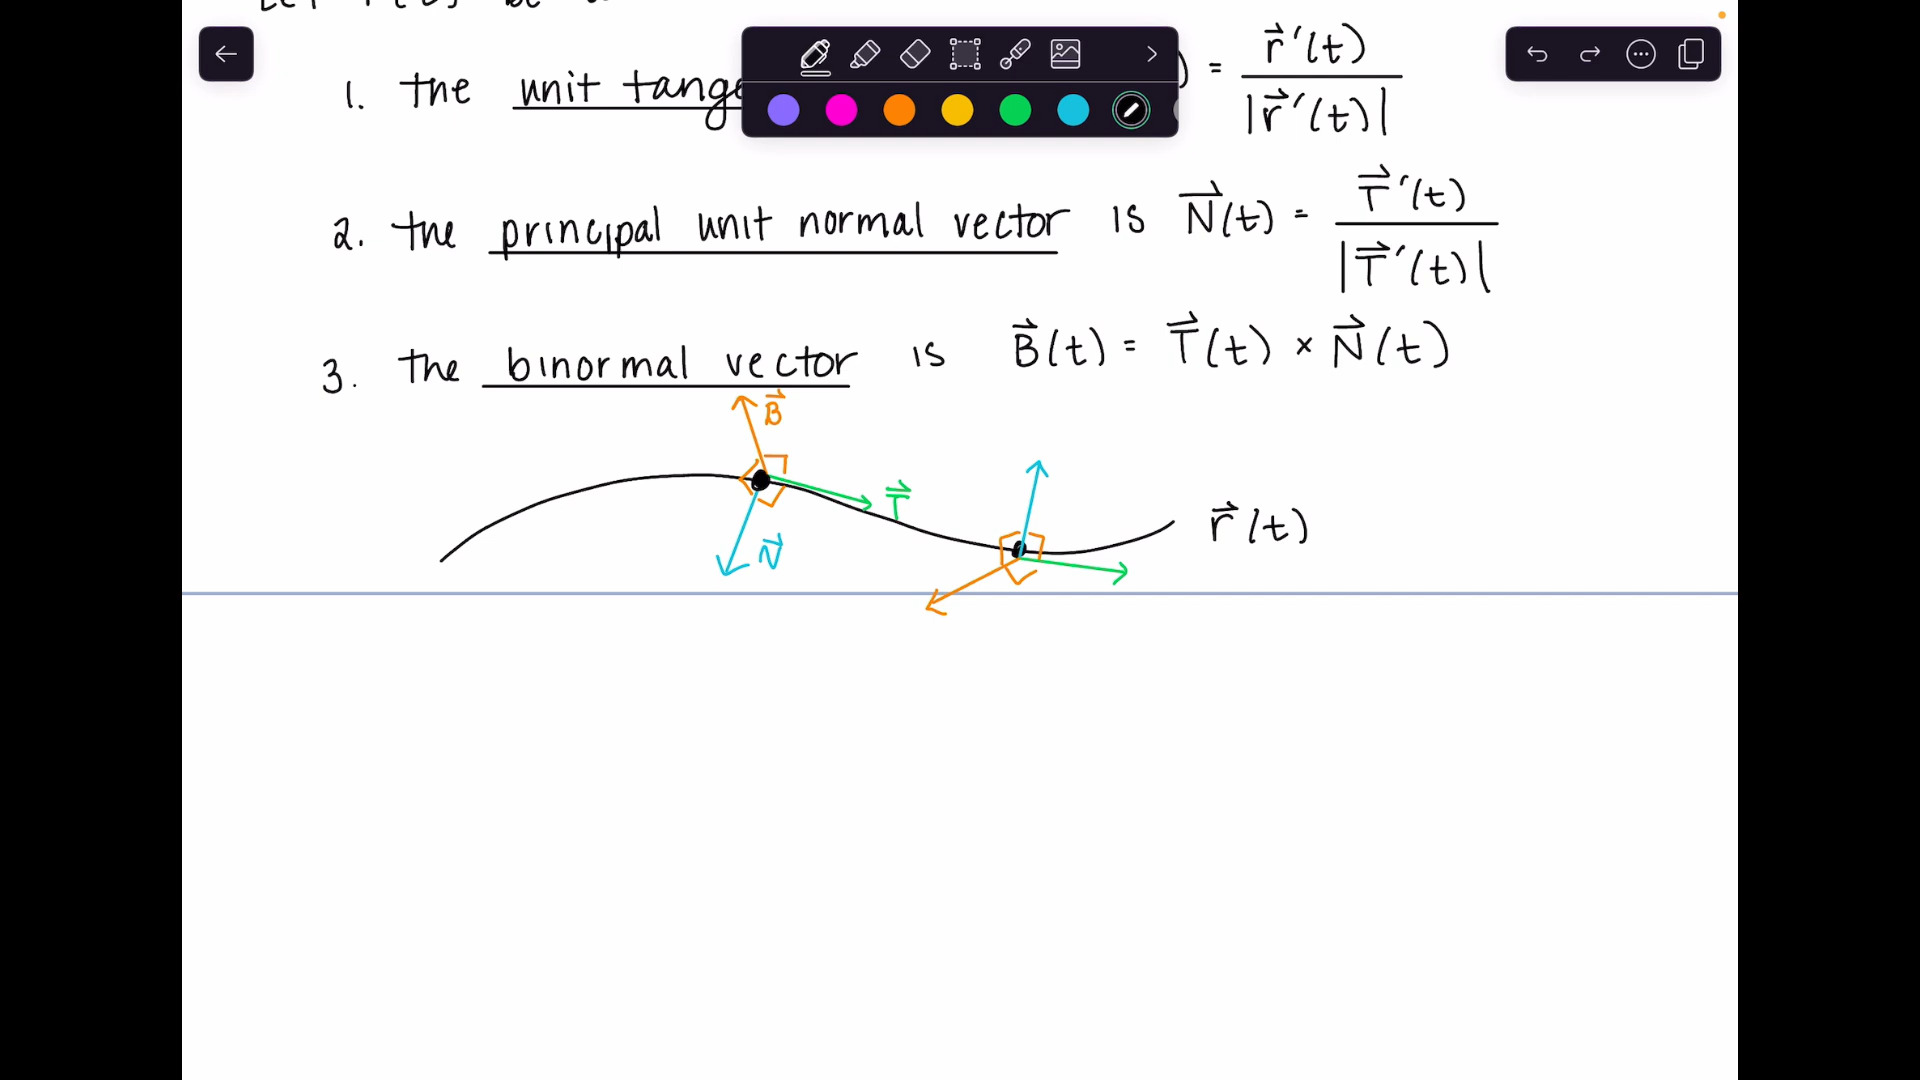 1. the unit tange ) = r⃗′(t) / |r⃗′(t)|
2. the principal unit normal vector is N⃗(t) = T⃗′(t) / |T⃗′(t)|
3. the binormal vector is B⃗(t) = T⃗(t) × N⃗(t)
B⃗
T⃗
r⃗(t)
N⃗